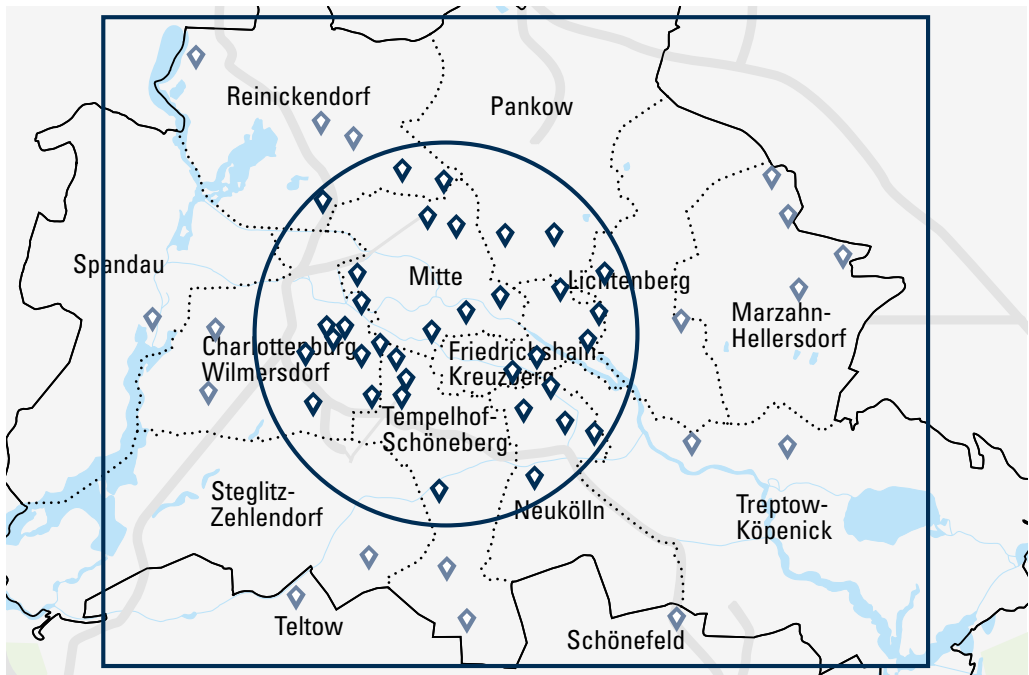 Reinickendorf
Pankow
Spandau
Mitte
Lichtenberg
Marzahn-
Hellersdorf
Charlottenburg
Wilmersdorf
Friedrichshain-
Kreuzberg
Tempelhof-
Schöneberg
Steglitz-
Zehlendorf
Neukölln
Treptow-
Köpenick
Teltow
Schönefeld